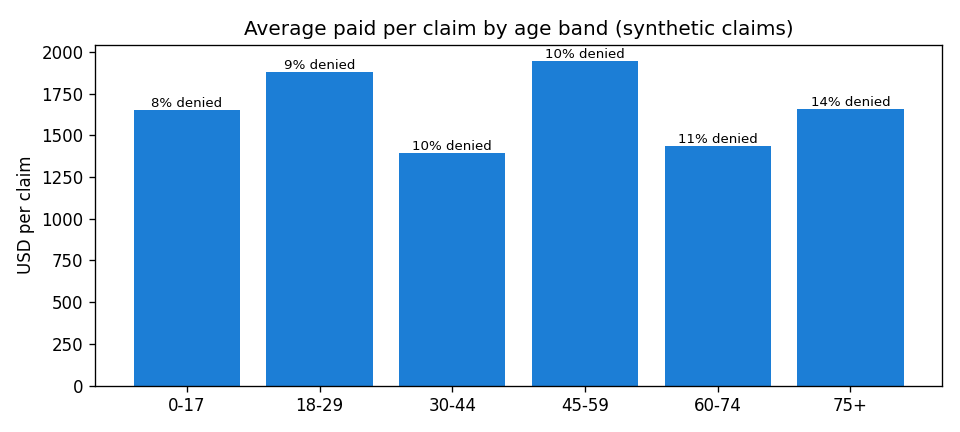 Average paid per claim by age band (synthetic claims)
USD per claim
2000
1750
1500
1250
1000
750
500
250
0
8% denied
9% denied
10% denied
10% denied
11% denied
14% denied
0-17
18-29
30-44
45-59
60-74
75+